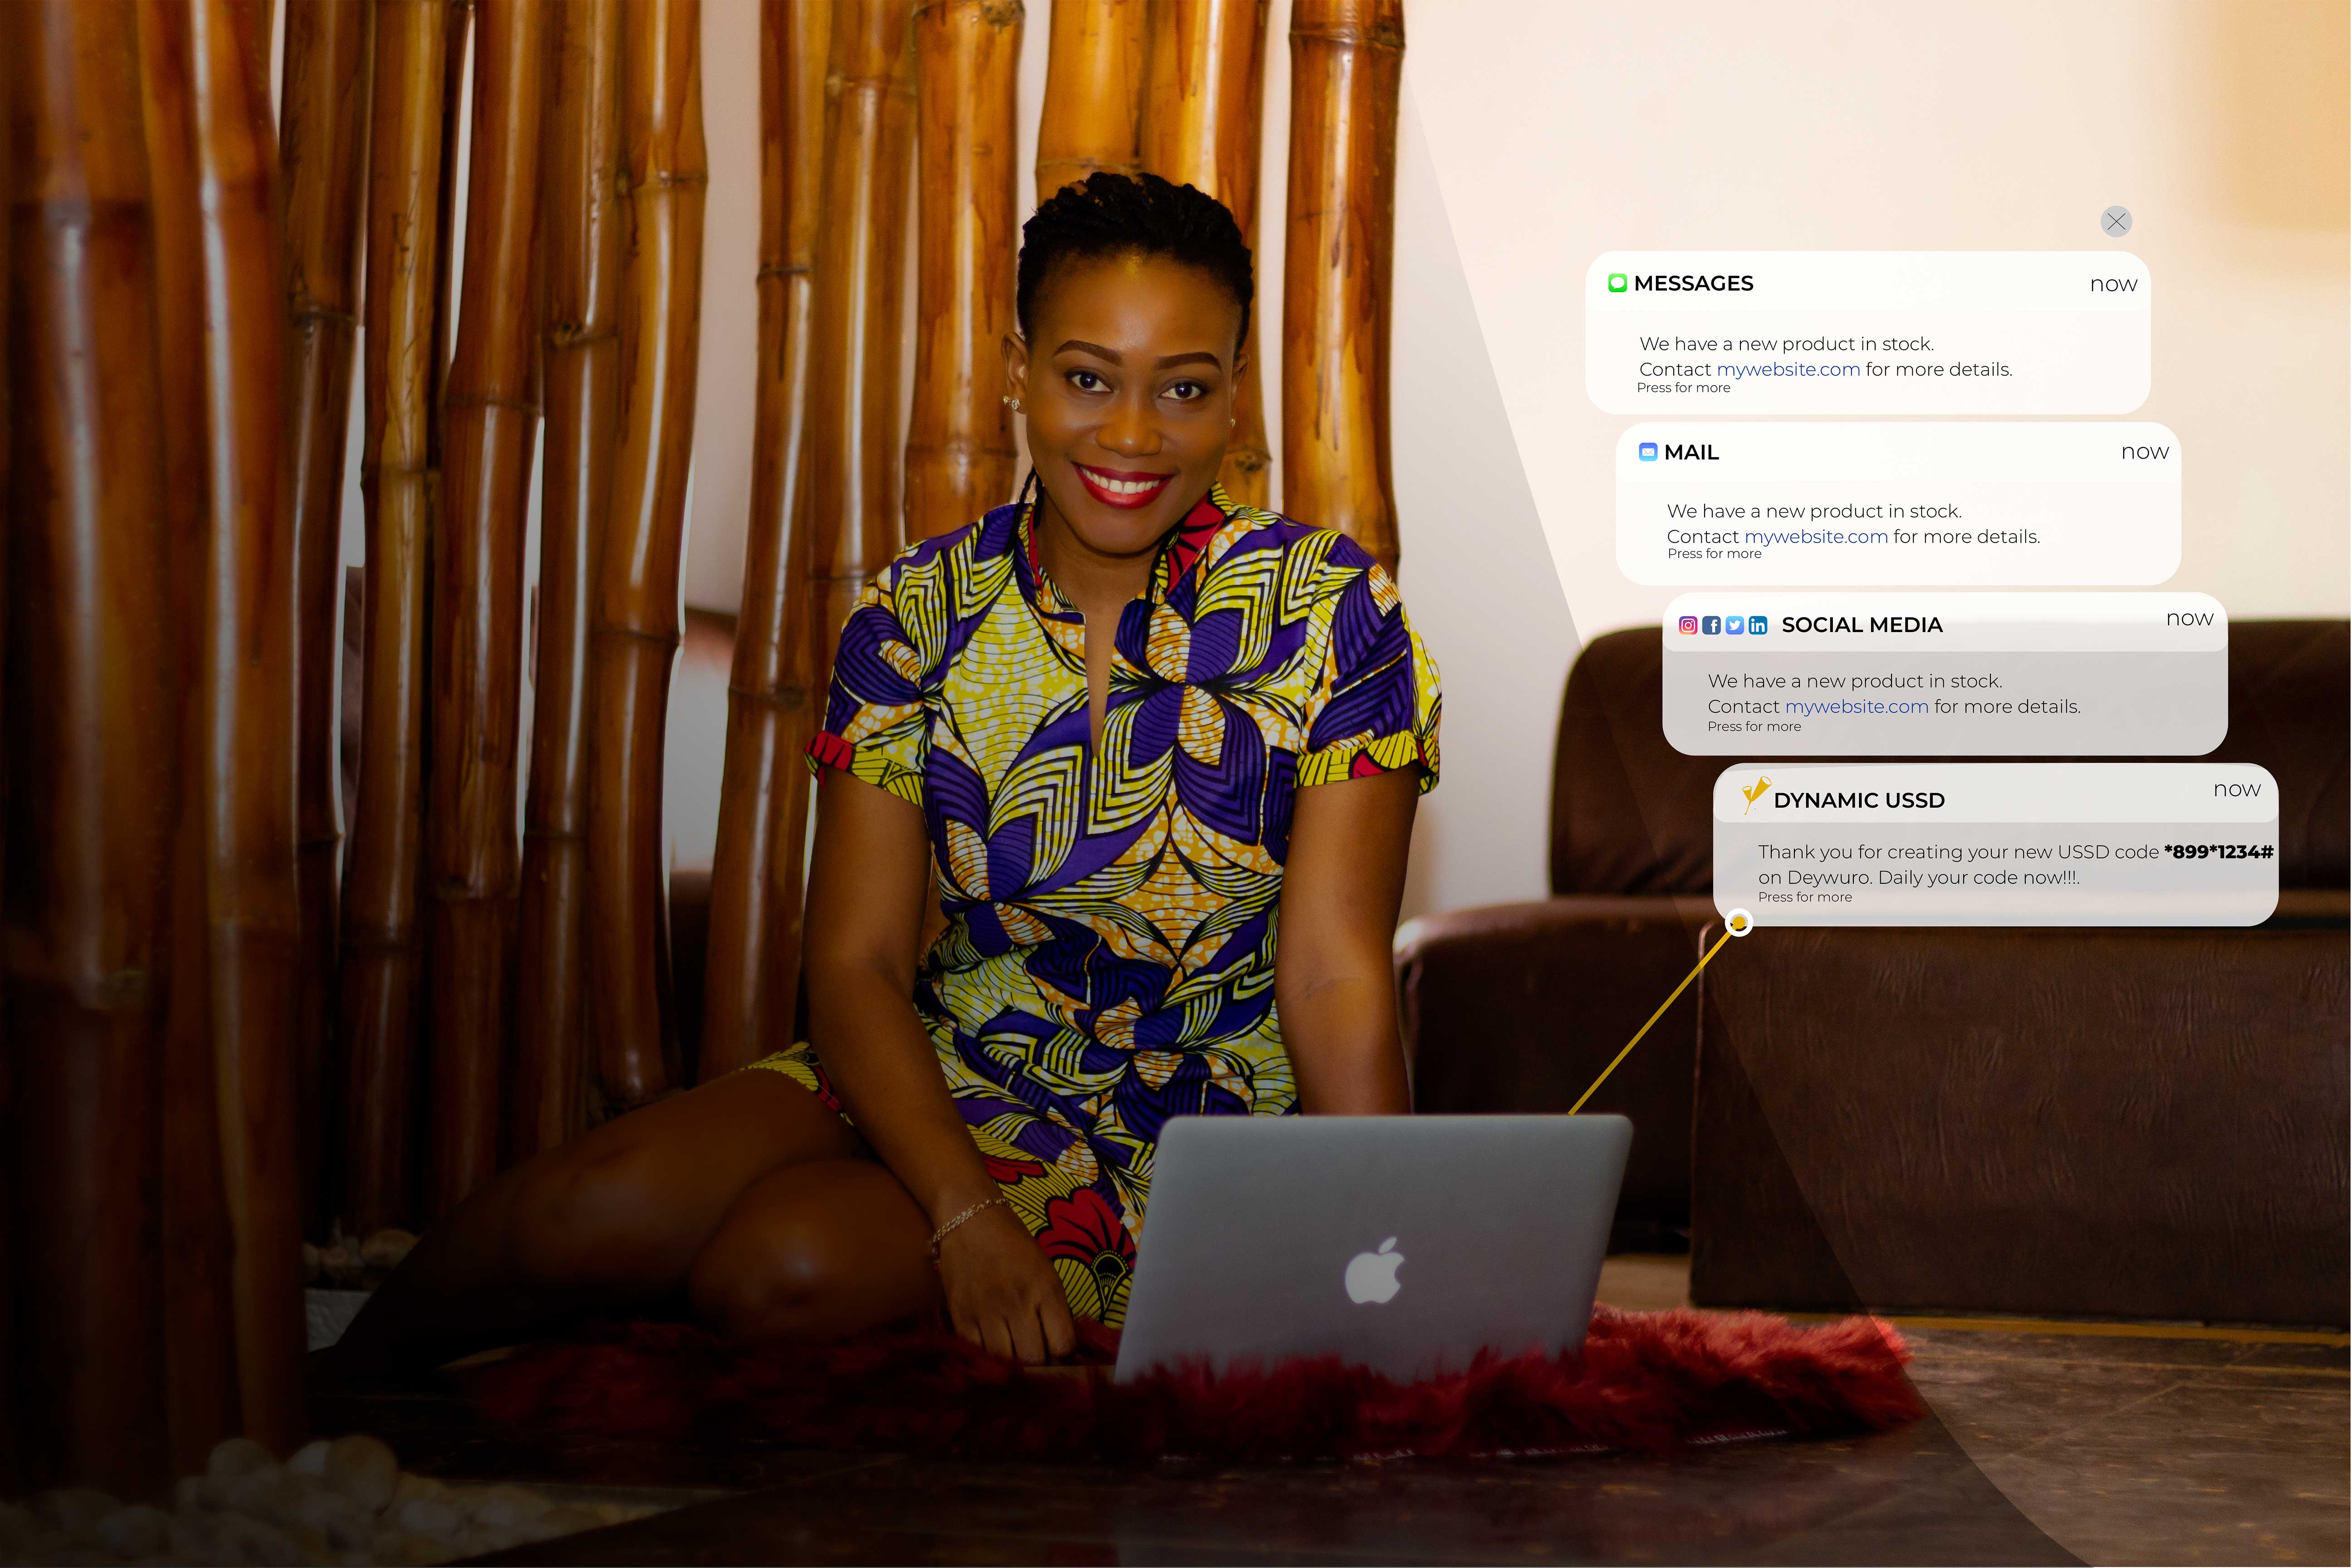 MESSAGES
now
We have a new product in stock.
Contact mywebsite.com for more details.
Press for more
MAIL
now
We have a new product in stock.
Contact mywebsite.com for more details.
Press for more
SOCIAL MEDIA
now
We have a new product in stock.
Contact mywebsite.com for more details.
Press for more
DYNAMIC USSD
now
Thank you for creating your new USSD code *899*1234#
on Deywuro. Daily your code now!!!.
Press for more